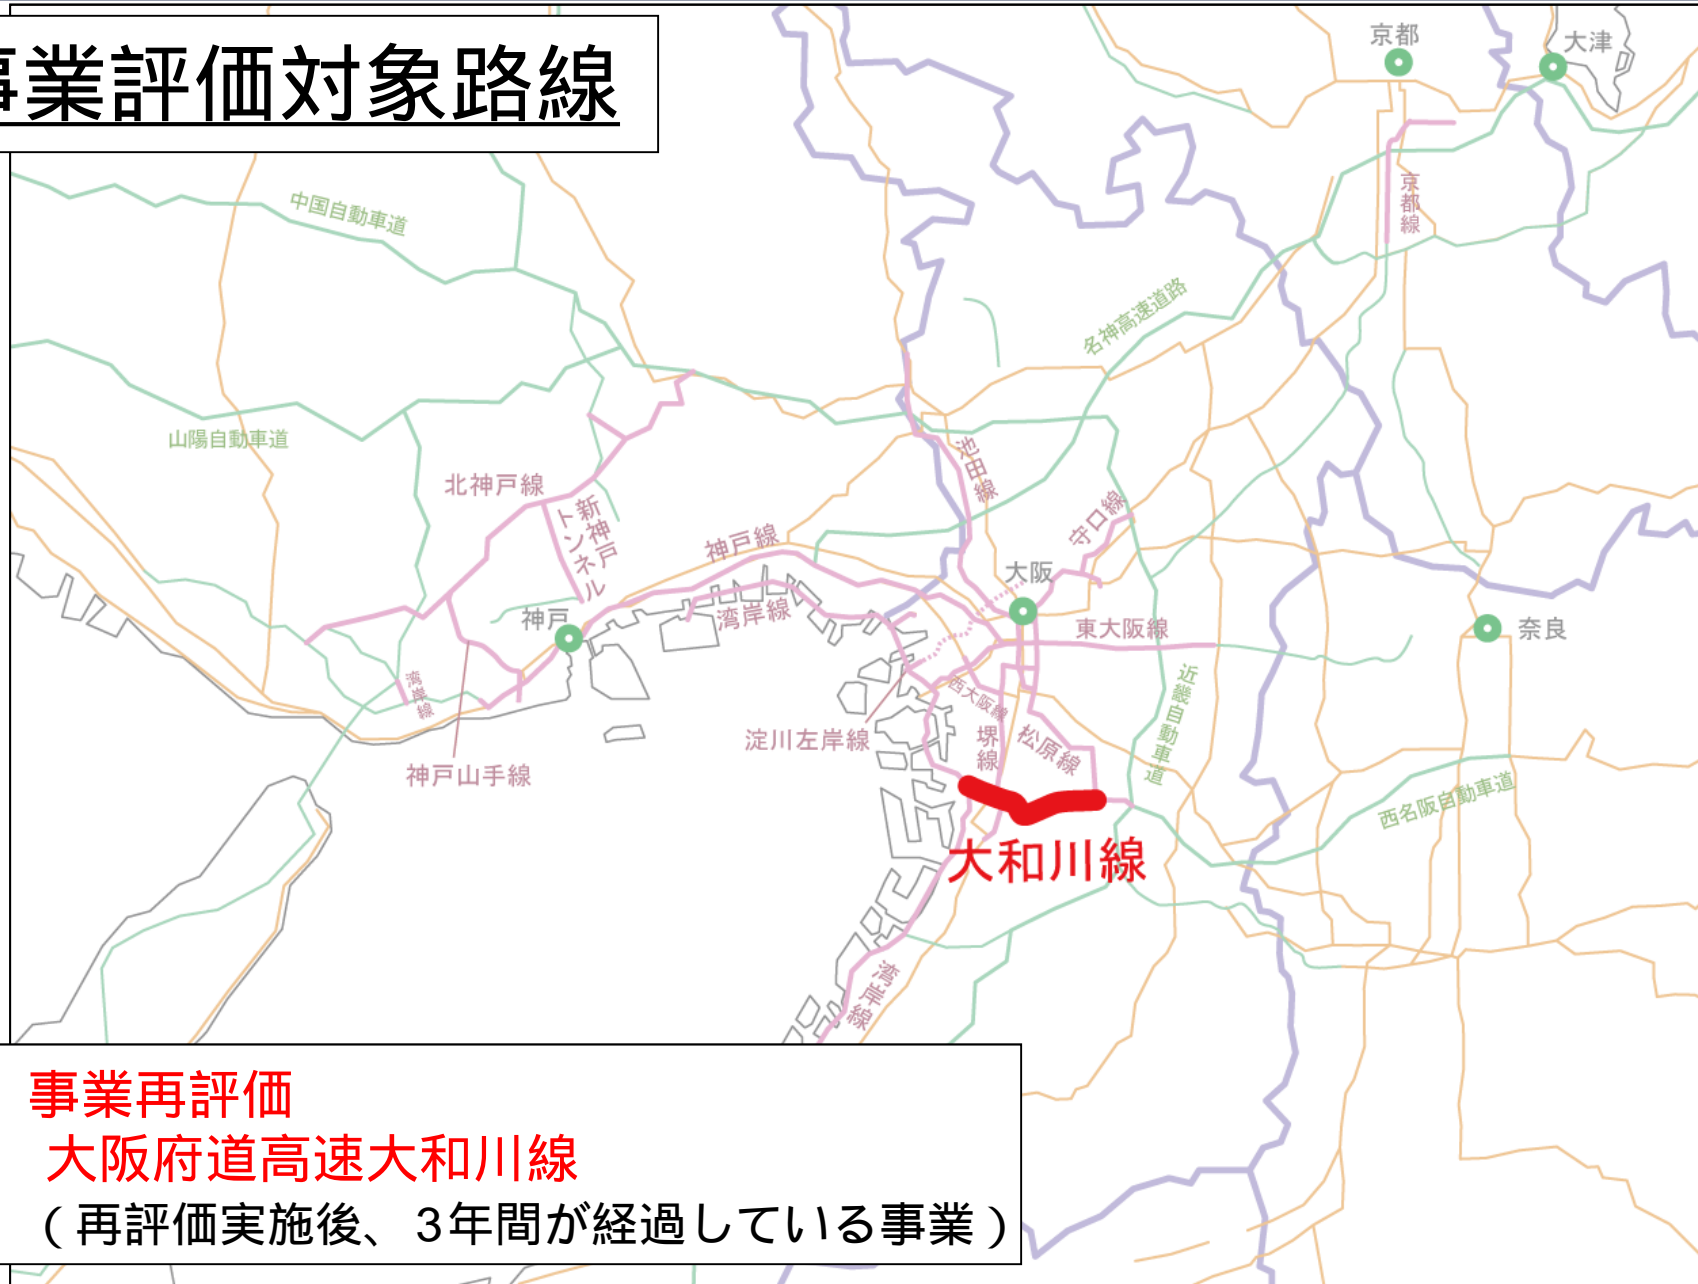 業評価対象路線
京都
大津
中国自動車道
京都線
名神高速道路
山陽自動車道
池田線
北神戸線
新神戸
トンネル
守口線
神戸線
大阪
湾岸線
神戸
東大阪線
奈良
湾岸線
西大阪線
近畿自動車道
淀川左岸線
堺線
松原線
神戸山手線
西名阪自動車道
大和川線
湾岸線
事業再評価
大阪府道高速大和川線
(再評価実施後、3年間が経過している事業)